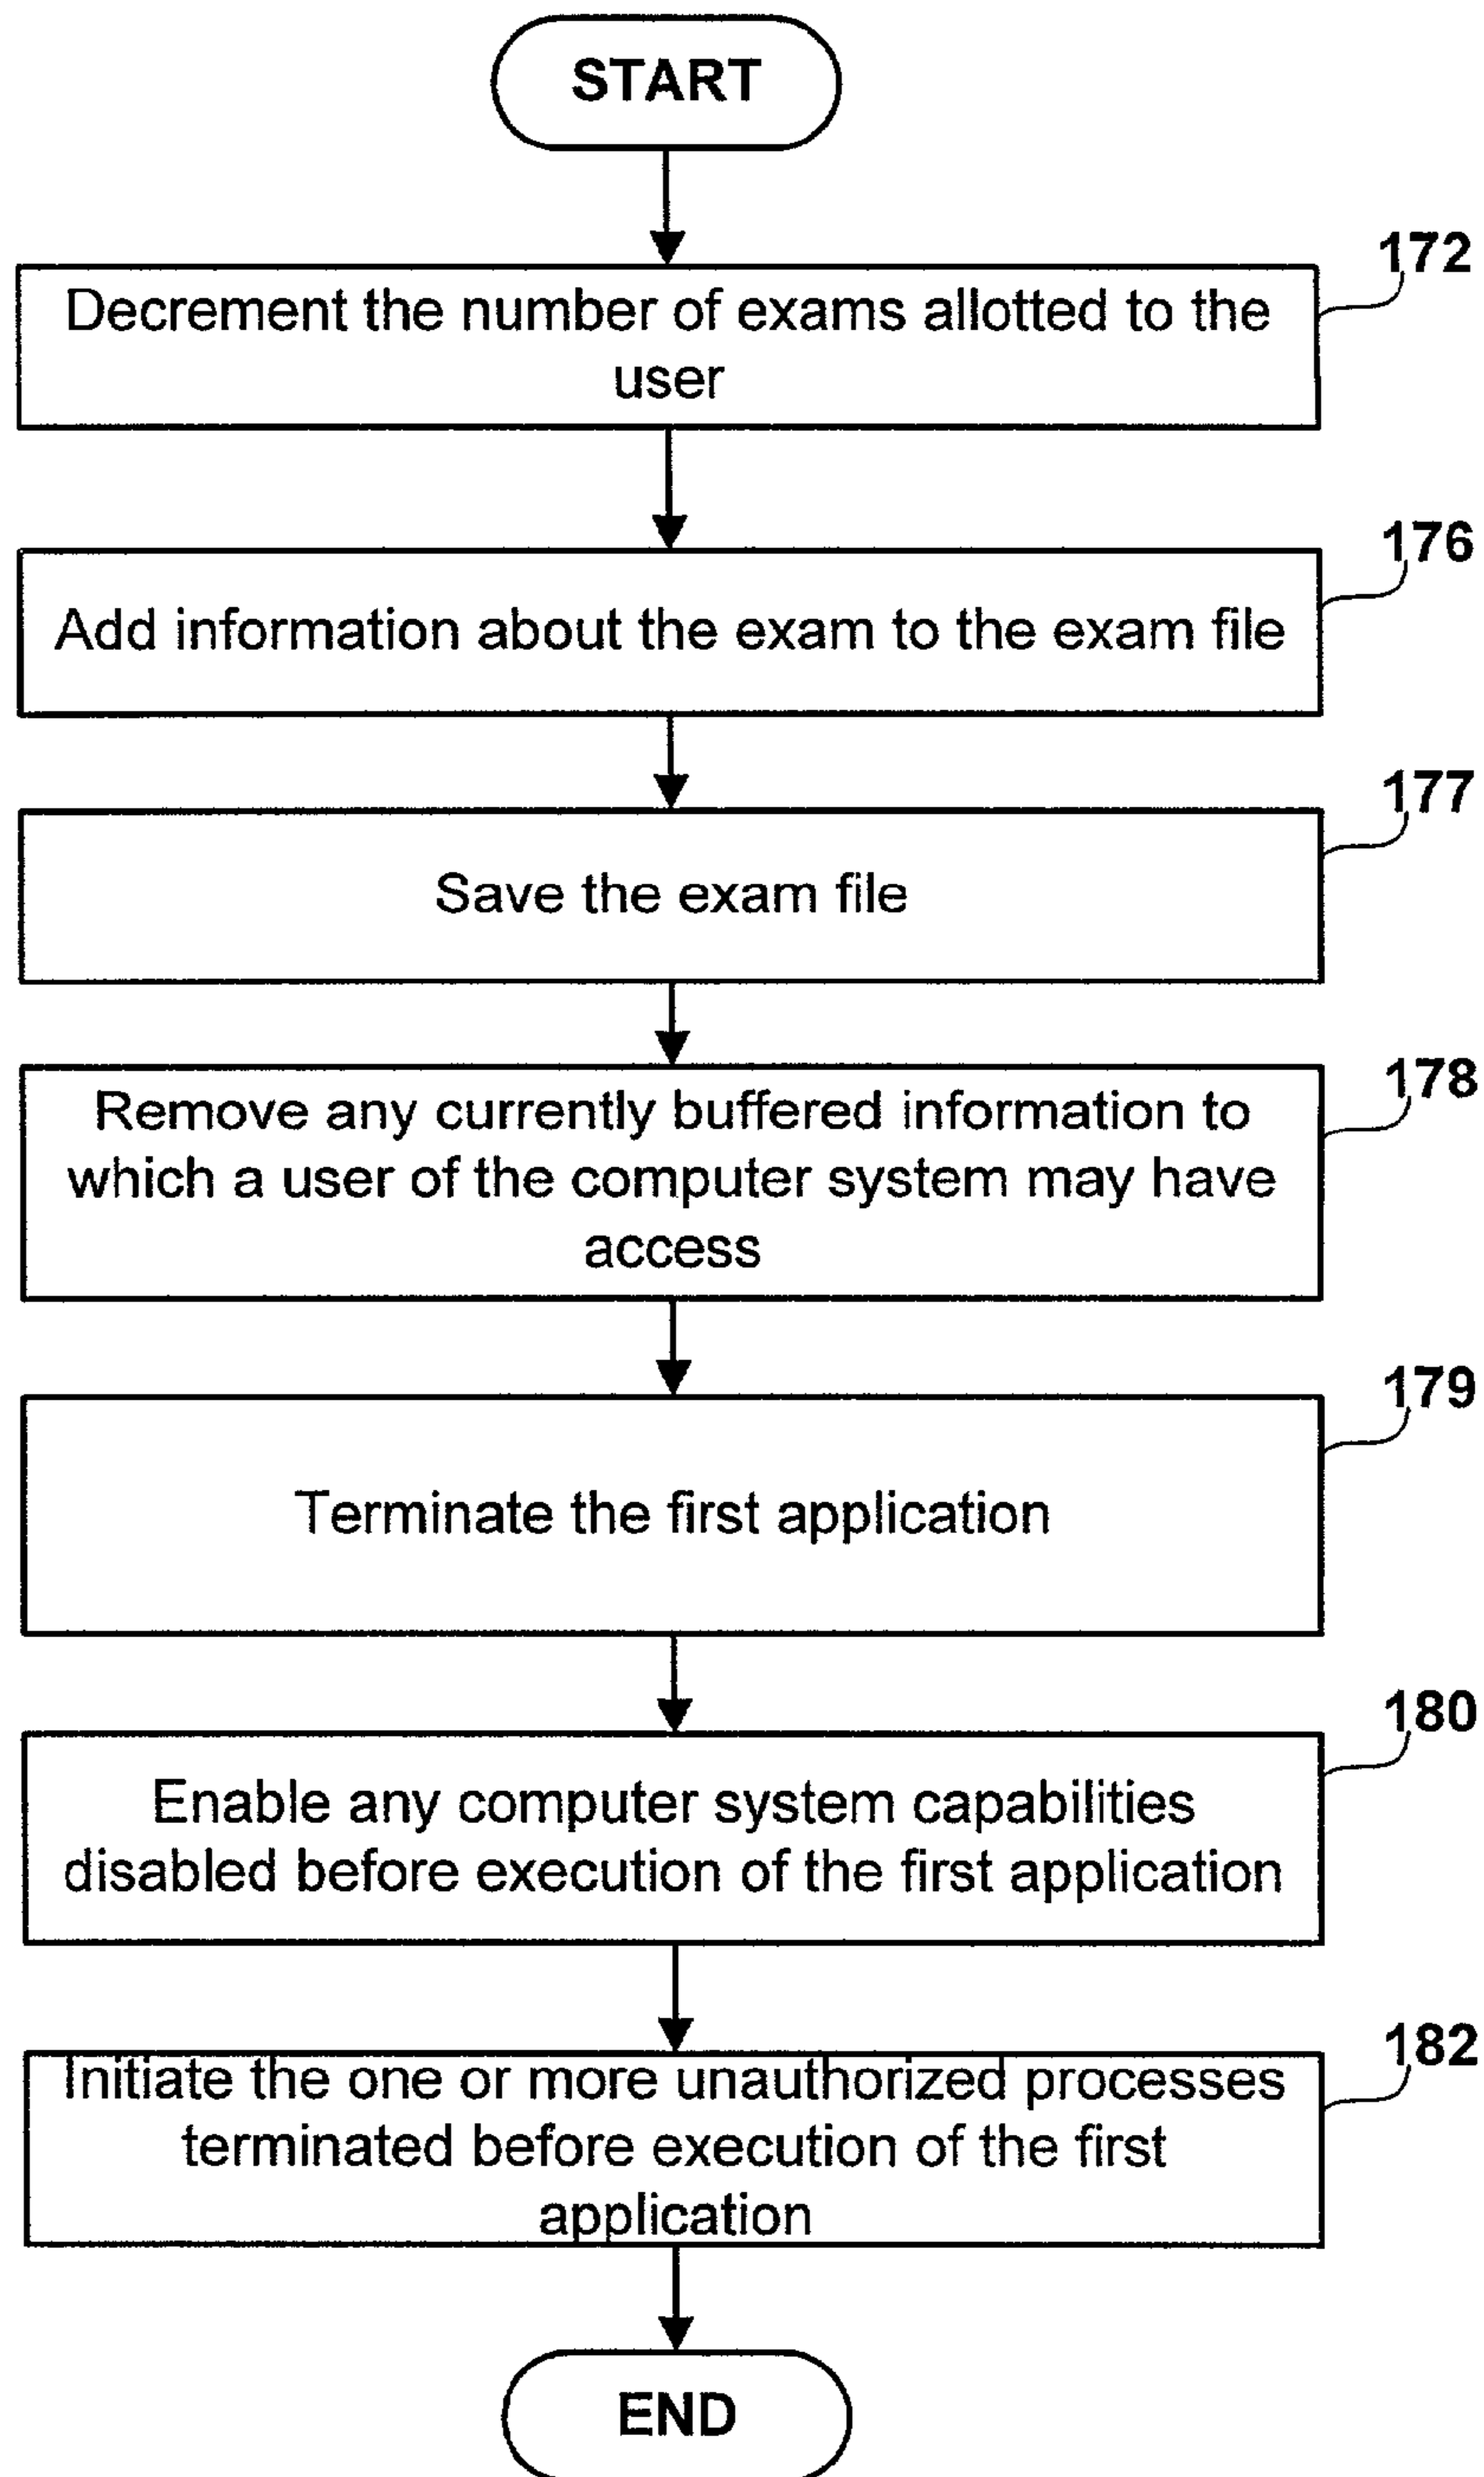 START
172
Decrement the number of exams allotted to the
user
176
Add information about the exam to the exam file
177
Save the exam file
178
Remove any currently buffered information to
which a user of the computer system may have
access
179
Terminate the first application
180
Enable any computer system capabilities
disabled before execution of the first application
182
Initiate the one or more unauthorized processes
terminated before execution of the first
application
END